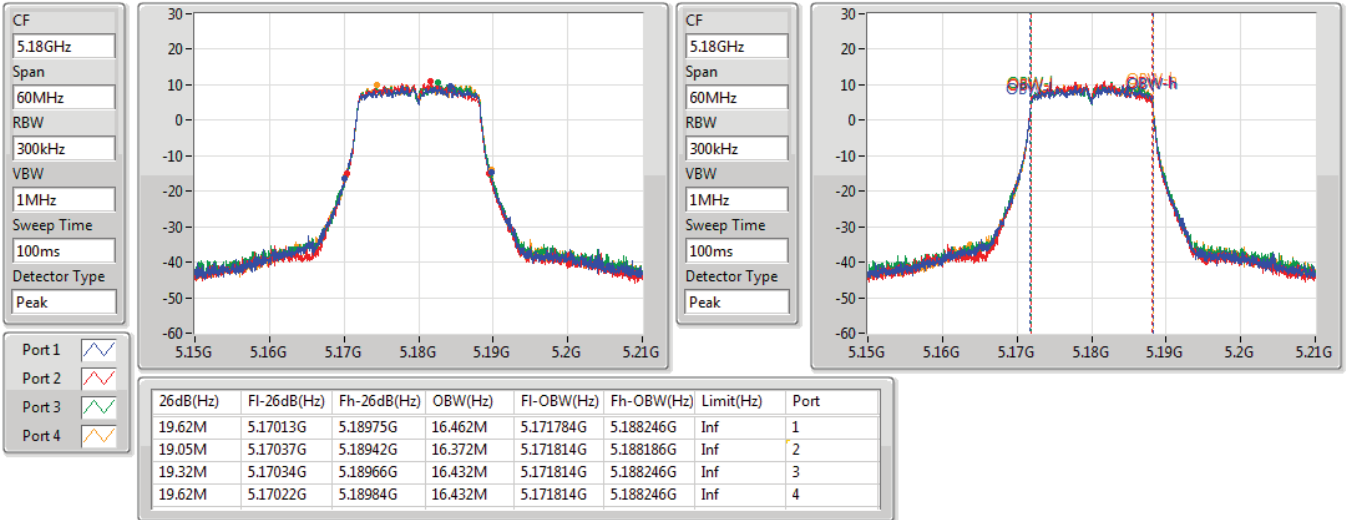 CF
5.18GHz
Span
60MHz
RBW
300kHz
VBW
1MHz
Sweep Time
100ms
Detector Type
Peak
30
20
10
0
-10
-20
-30
-40
-50
-60
5.15G 5.16G 5.17G 5.18G 5.19G 5.2G 5.21G
CF
5.18GHz
Span
60MHz
RBW
300kHz
VBW
1MHz
Sweep Time
100ms
Detector Type
Peak
30
20
10
0
-10
-20
-30
-40
-50
-60
OBW-l OBW-h
5.15G 5.16G 5.17G 5.18G 5.19G 5.2G 5.21G
Port 1
Port 2
Port 3
Port 4
26dB(Hz) Fl-26dB(Hz) Fh-26dB(Hz) OBW(Hz) Fl-OBW(Hz) Fh-OBW(Hz) Limit(Hz) Port
19.62M 5.17013G 5.18975G 16.462M 5.171784G 5.188246G Inf 1
19.05M 5.17037G 5.18942G 16.372M 5.171814G 5.188186G Inf 2
19.32M 5.17034G 5.18966G 16.432M 5.171814G 5.188246G Inf 3
19.62M 5.17022G 5.18984G 16.432M 5.171814G 5.188246G Inf 4